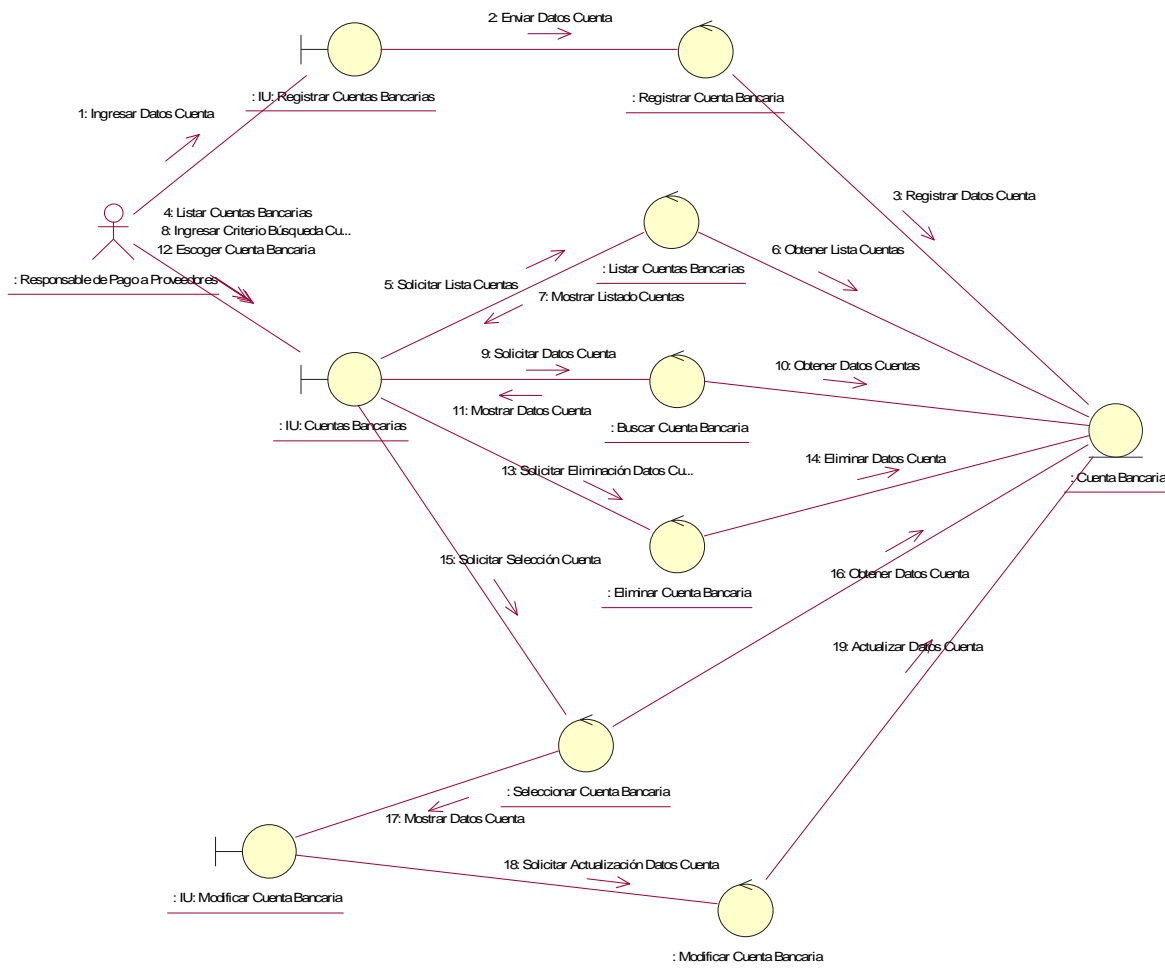 2: Enviar Datos Cuenta
: IU: Registrar Cuentas Bancarias
: Registrar Cuenta Bancaria
1: Ingresar Datos Cuenta
3: Registrar Datos Cuenta
4: Listar Cuentas Bancarias
8: Ingresar Criterio Búsqueda Cu...
12: Escoger Cuenta Bancaria
: Responsable de Pago a Proveedores
6: Obtener Lista Cuentas
: Listar Cuentas Bancarias
5: Solicitar Lista Cuentas
7: Mostrar Listado Cuentas
9: Solicitar Datos Cuenta
10: Obtener Datos Cuentas
11: Mostrar Datos Cuenta
: IU: Cuentas Bancarias
: Buscar Cuenta Bancaria
13: Solicitar Eliminación Datos Cu...
14: Eliminar Datos Cuenta
: Cuenta Bancaria
15: Solicitar Selección Cuenta
16: Obtener Datos Cuenta
: Eliminar Cuenta Bancaria
19: Actualizar Datos Cuenta
: Seleccionar Cuenta Bancaria
17: Mostrar Datos Cuenta
18: Solicitar Actualización Datos Cuenta
: IU: Modificar Cuenta Bancaria
: Modificar Cuenta Bancaria